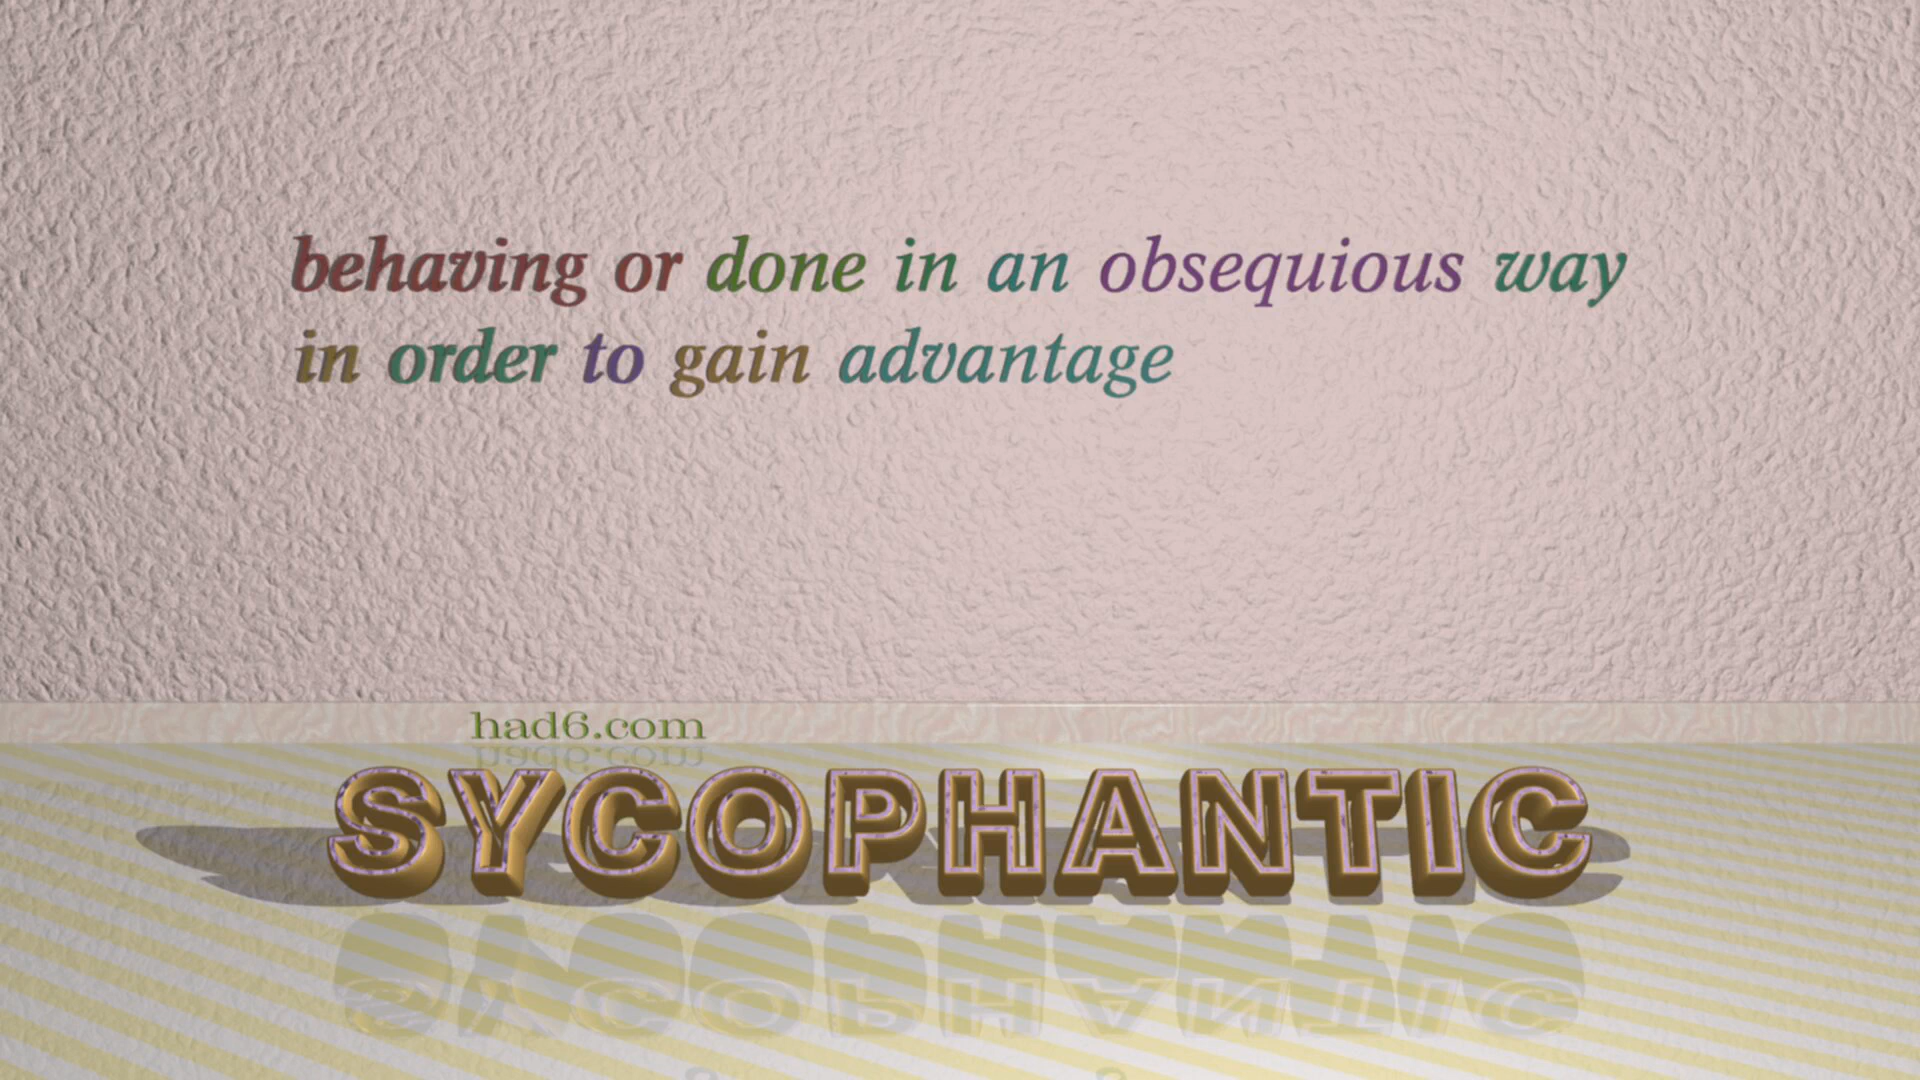 behaving or done in an obsequious way
in order to gain advantage
had6.com
SYCOPHANTIC